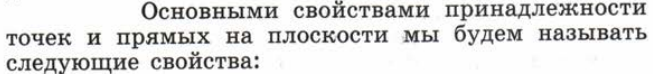 Основными свойствами принадлежности
точек и прямых на плоскости мы будем называть
следующие свойства: